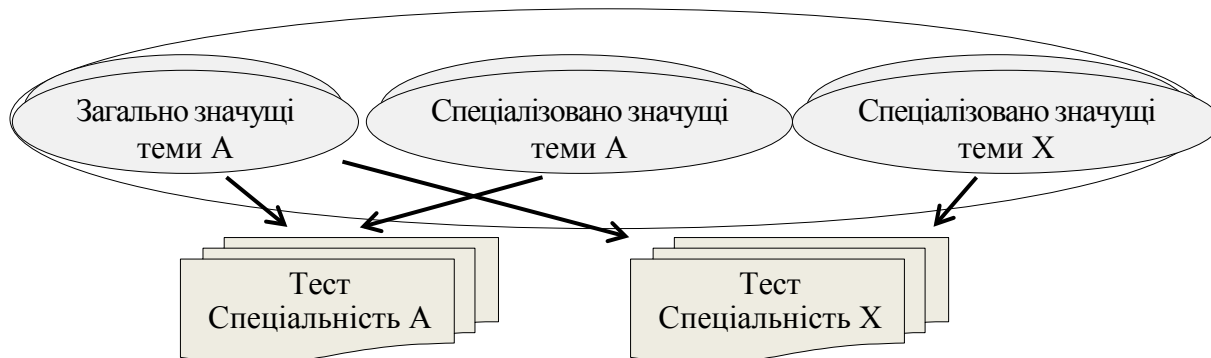 Загально значущі
теми А
Спеціалізовано значущі
теми А
Спеціалізовано значущі
теми Х
Тест
Спеціальність А
Тест
Спеціальність Х